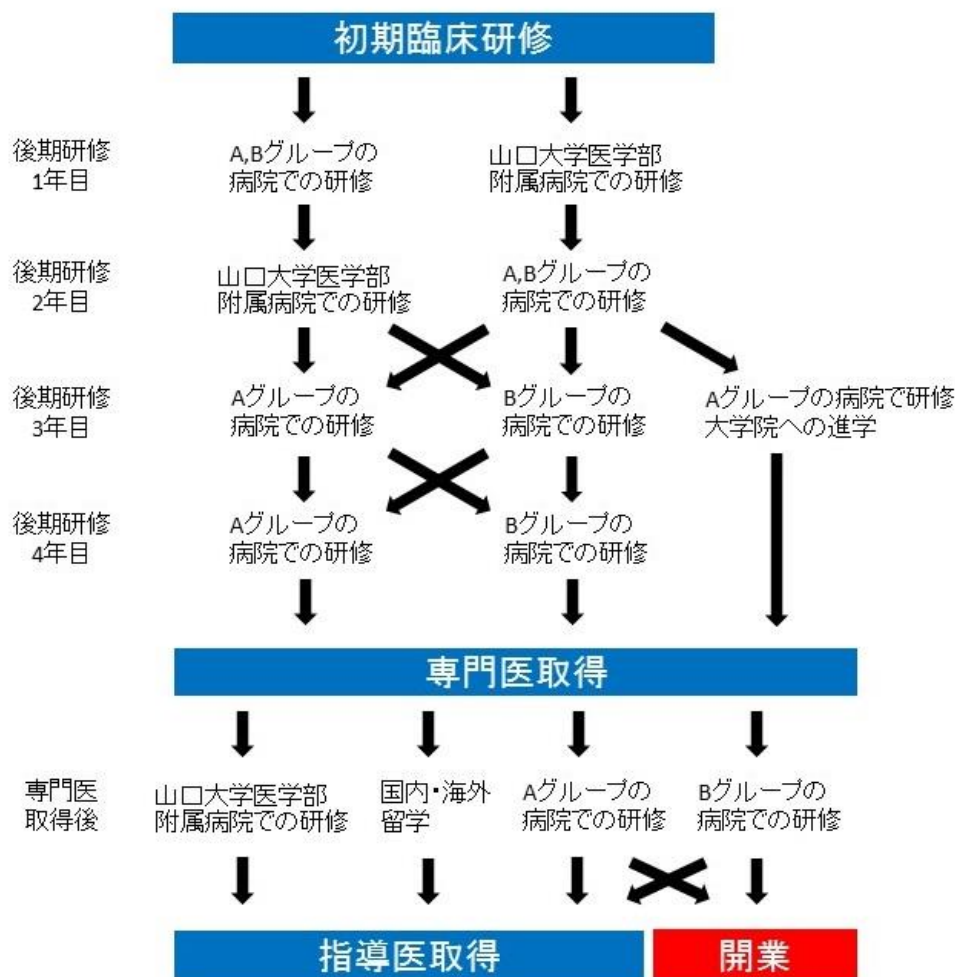 初期臨床研修
後期研修
1年目
A,Bグループの
病院での研修
山口大学医学部
附属病院での研修
後期研修
2年目
山口大学医学部
附属病院での研修
A,Bグループの
病院での研修
後期研修
3年目
Aグループの
病院での研修
Bグループの
病院での研修
Aグループの病院で研修
大学院への進学
後期研修
4年目
Aグループの
病院での研修
Bグループの
病院での研修
専門医取得
専門医
取得後
山口大学医学部
附属病院での研修
国内・海外
留学
Aグループの
病院での研修
Bグループの
病院での研修
指導医取得
開業